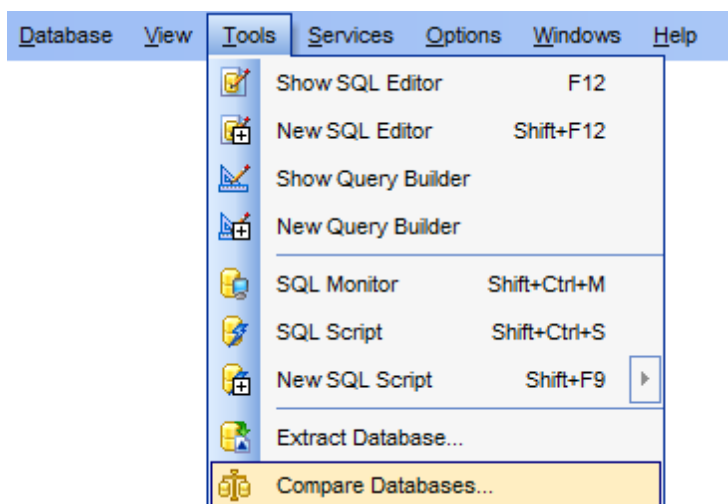 Database View Tools Services Options Windows Help
Show SQL Editor F12
New SQL Editor Shift+F12
Show Query Builder
New Query Builder
SQL Monitor Shift+Ctrl+M
SQL Script Shift+Ctrl+S
New SQL Script Shift+F9
Extract Database...
Compare Databases...